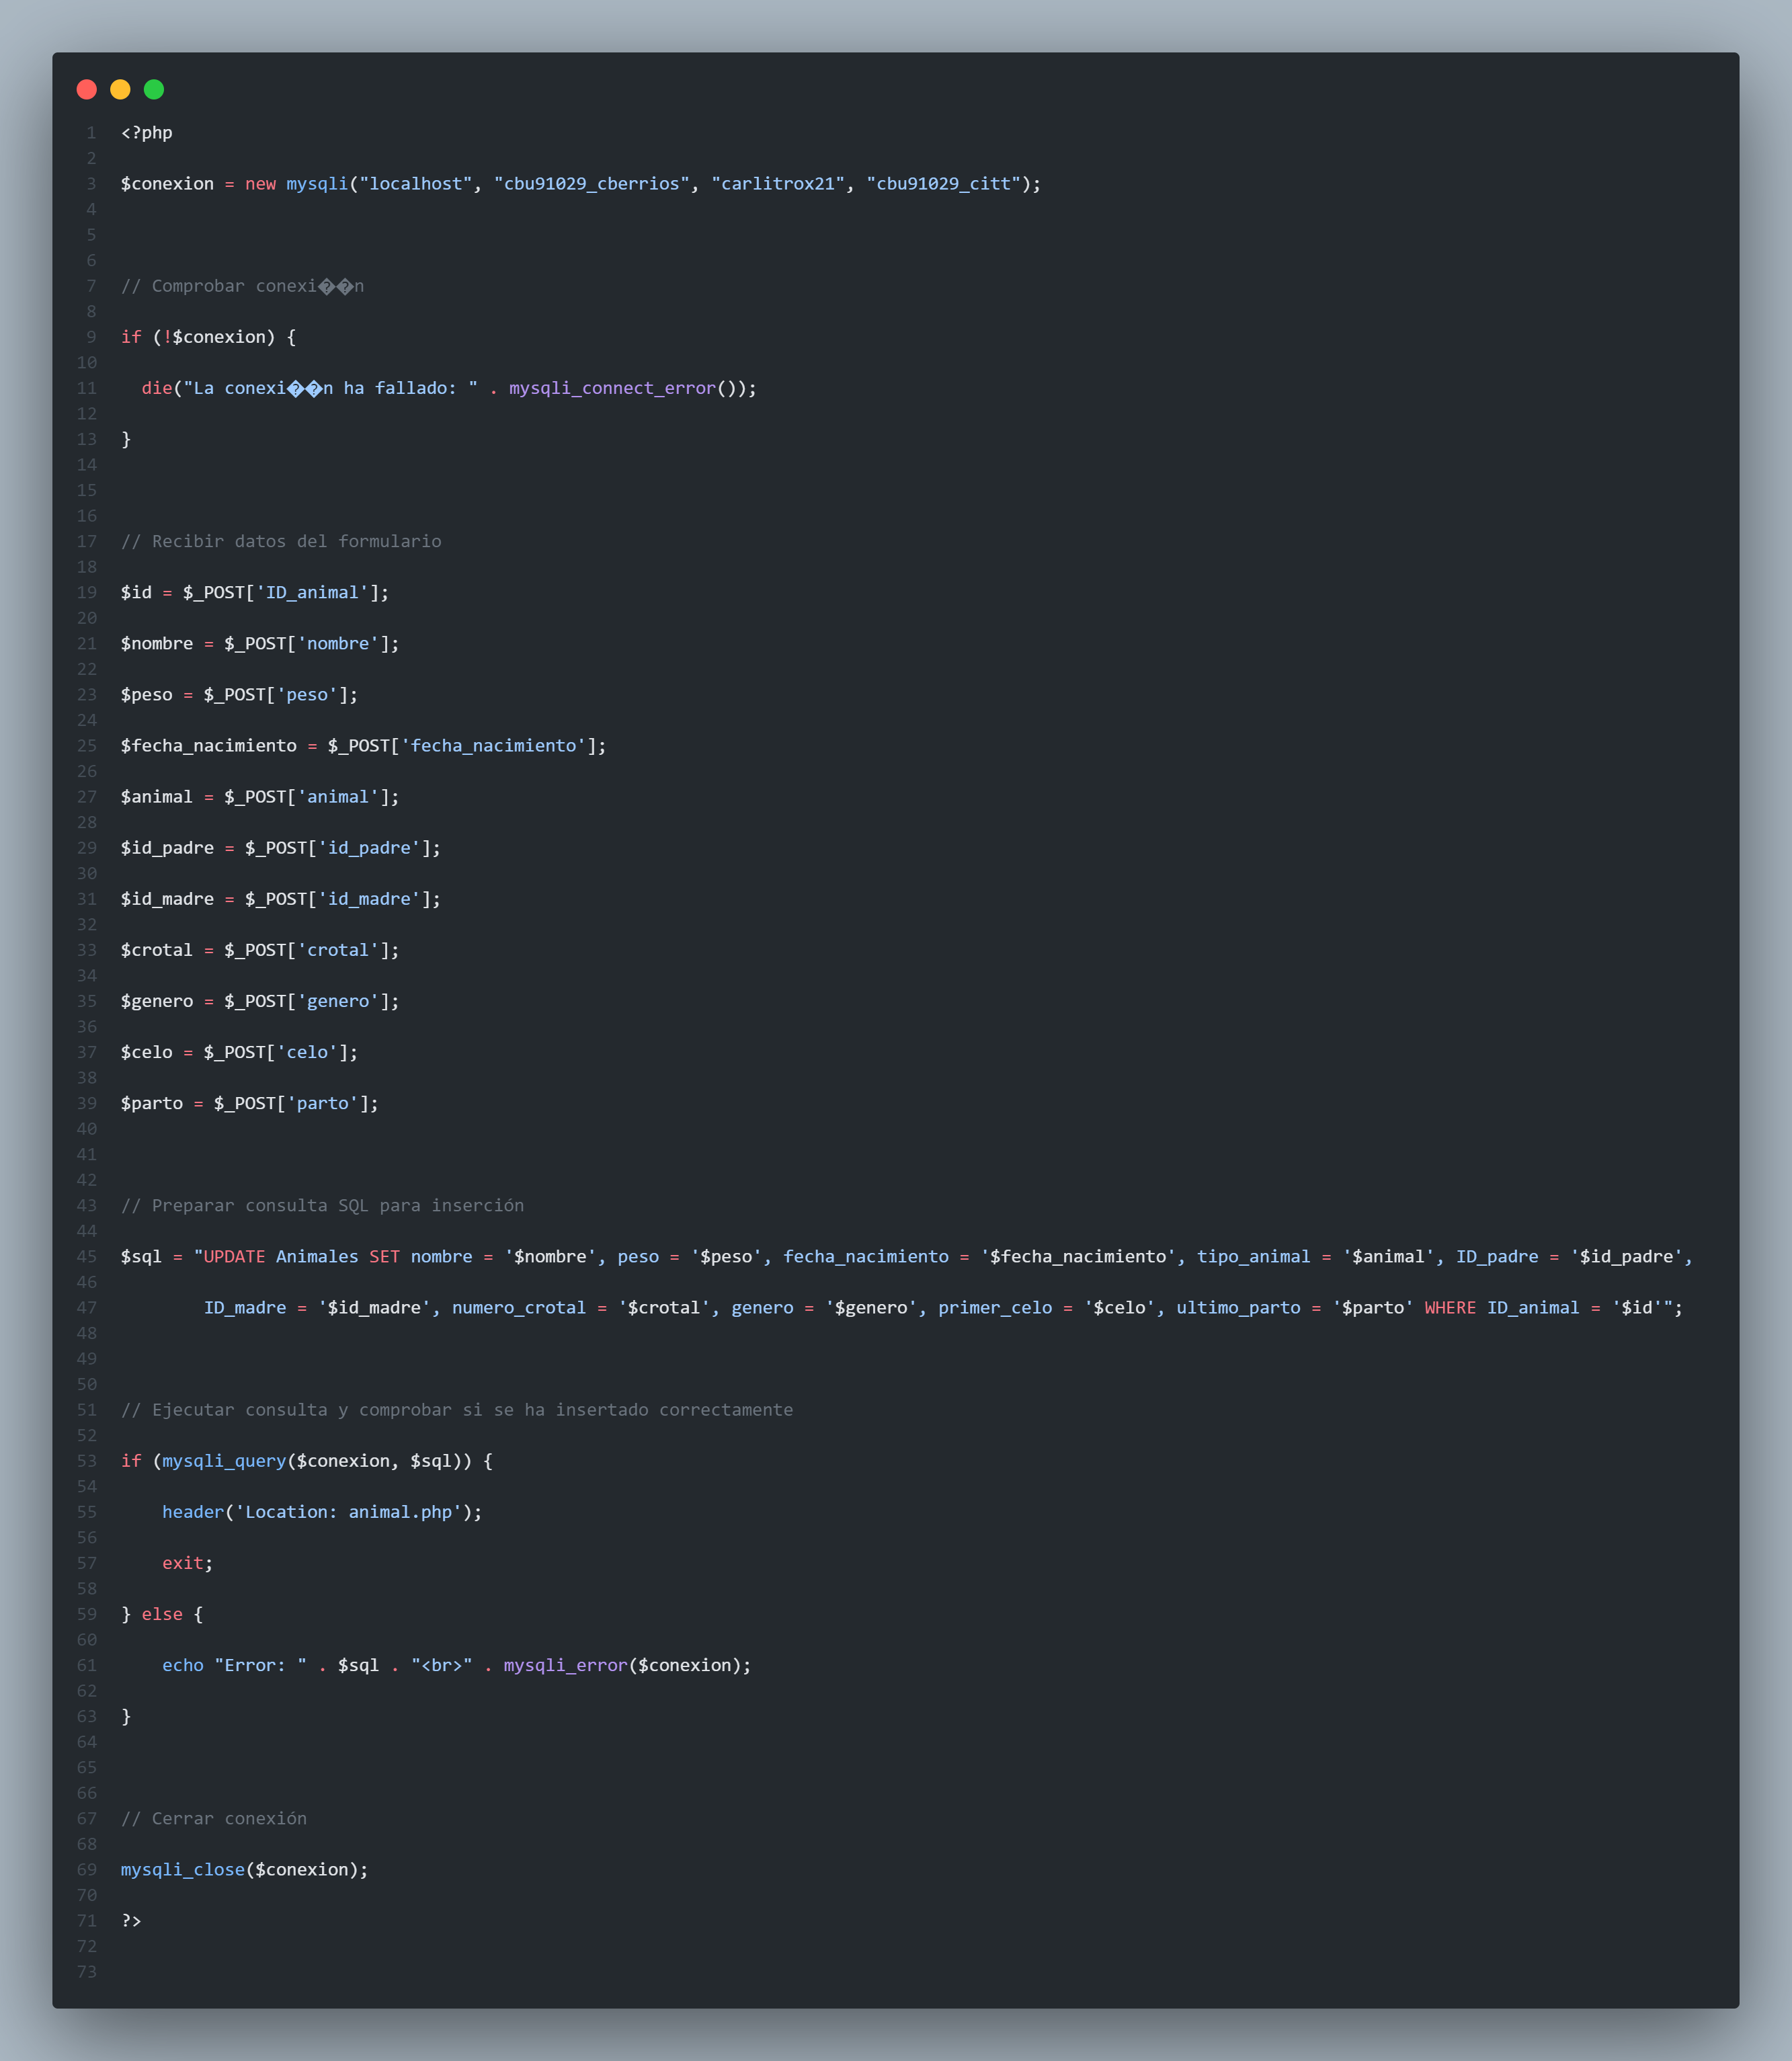 1 <?php
2
3 $conexion = new mysqli("localhost", "cbu91029_cberrios", "carlitrox21", "cbu91029_citt");
4
5
6
7 // Comprobar conexi��n
8
9 if (!$conexion) {
10
11   die("La conexi��n ha fallado: " . mysqli_connect_error());
12
13 }
14
15
16
17 // Recibir datos del formulario
18
19 $id = $_POST['ID_animal'];
20
21 $nombre = $_POST['nombre'];
22
23 $peso = $_POST['peso'];
24
25 $fecha_nacimiento = $_POST['fecha_nacimiento'];
26
27 $animal = $_POST['animal'];
28
29 $id_padre = $_POST['id_padre'];
30
31 $id_madre = $_POST['id_madre'];
32
33 $crotal = $_POST['crotal'];
34
35 $genero = $_POST['genero'];
36
37 $celo = $_POST['celo'];
38
39 $parto = $_POST['parto'];
40
41
42
43 // Preparar consulta SQL para inserción
44
45 $sql = "UPDATE Animales SET nombre = '$nombre', peso = '$peso', fecha_nacimiento = '$fecha_nacimiento', tipo_animal = '$animal', ID_padre = '$id_padre',
46
47         ID_madre = '$id_madre', numero_crotal = '$crotal', genero = '$genero', primer_celo = '$celo', ultimo_parto = '$parto' WHERE ID_animal = '$id'";
48
49
50
51 // Ejecutar consulta y comprobar si se ha insertado correctamente
52
53 if (mysqli_query($conexion, $sql)) {
54
55     header('Location: animal.php');
56
57     exit;
58
59 } else {
60
61     echo "Error: " . $sql . "<br>" . mysqli_error($conexion);
62
63 }
64
65
66
67 // Cerrar conexión
68
69 mysqli_close($conexion);
70
71 ?>
72
73